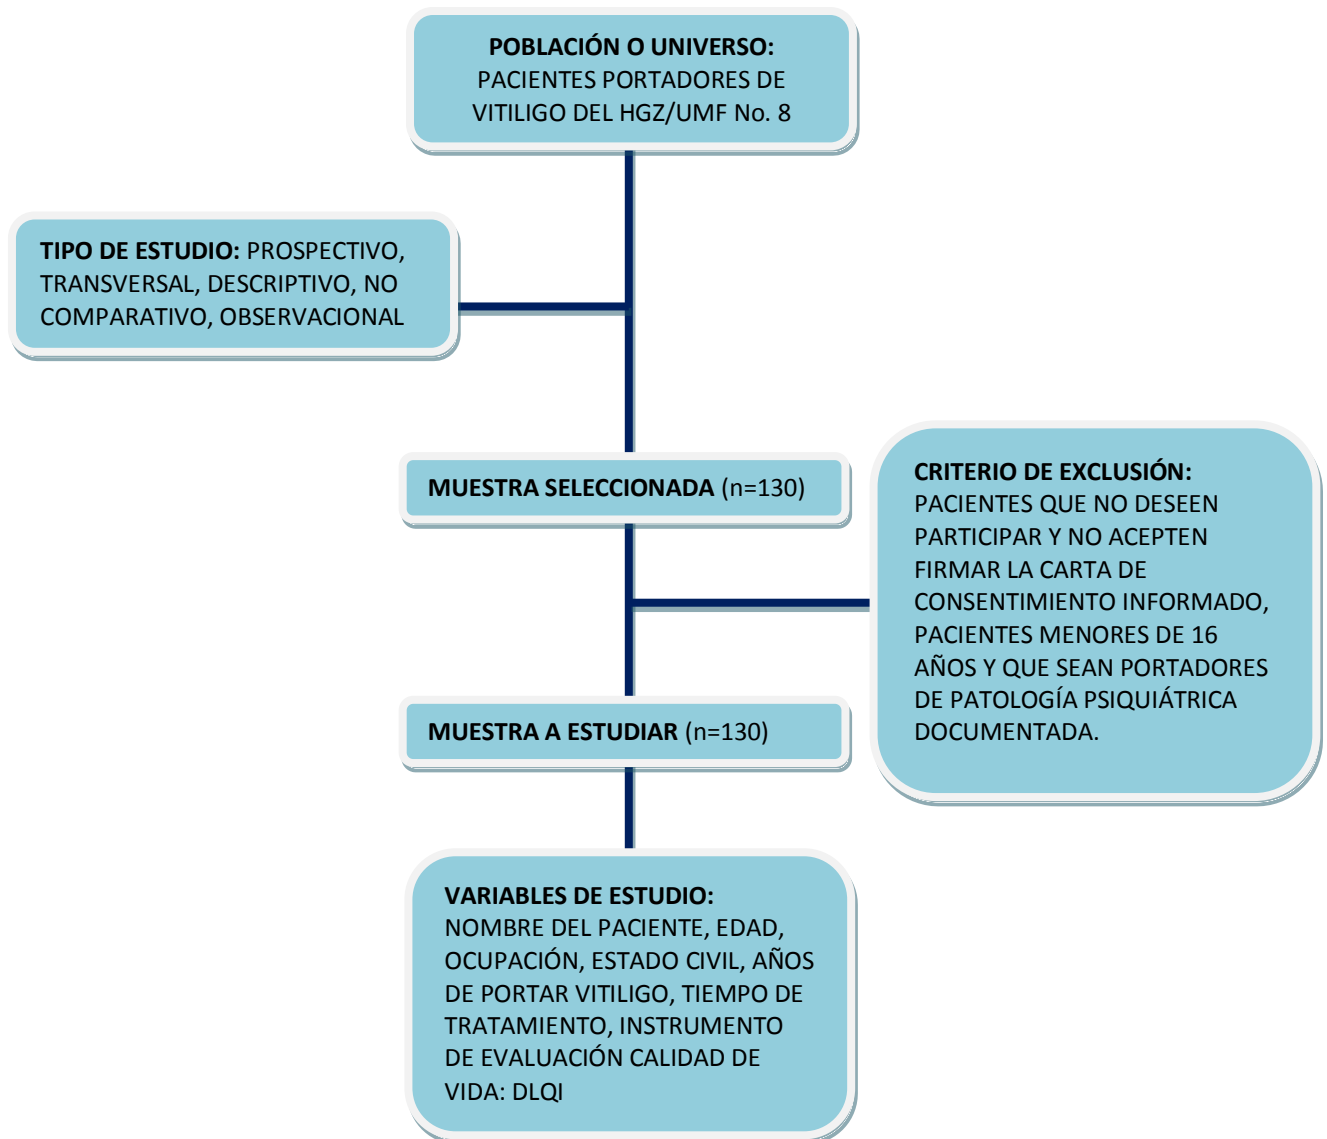 POBLACIÓN O UNIVERSO:
PACIENTES PORTADORES DE
VITILIGO DEL HGZ/UMF No. 8
TIPO DE ESTUDIO: PROSPECTIVO,
TRANSVERSAL, DESCRIPTIVO, NO
COMPARATIVO, OBSERVACIONAL
MUESTRA SELECCIONADA (n=130)
CRITERIO DE EXCLUSIÓN:
PACIENTES QUE NO DESEEN
PARTICIPAR Y NO ACEPTEN
FIRMAR LA CARTA DE
CONSENTIMIENTO INFORMADO,
PACIENTES MENORES DE 16
AÑOS Y QUE SEAN PORTADORES
DE PATOLOGÍA PSIQUIÁTRICA
DOCUMENTADA.
MUESTRA A ESTUDIAR (n=130)
VARIABLES DE ESTUDIO:
NOMBRE DEL PACIENTE, EDAD,
OCUPACIÓN, ESTADO CIVIL, AÑOS
DE PORTAR VITILIGO, TIEMPO DE
TRATAMIENTO, INSTRUMENTO
DE EVALUACIÓN CALIDAD DE
VIDA: DLQI